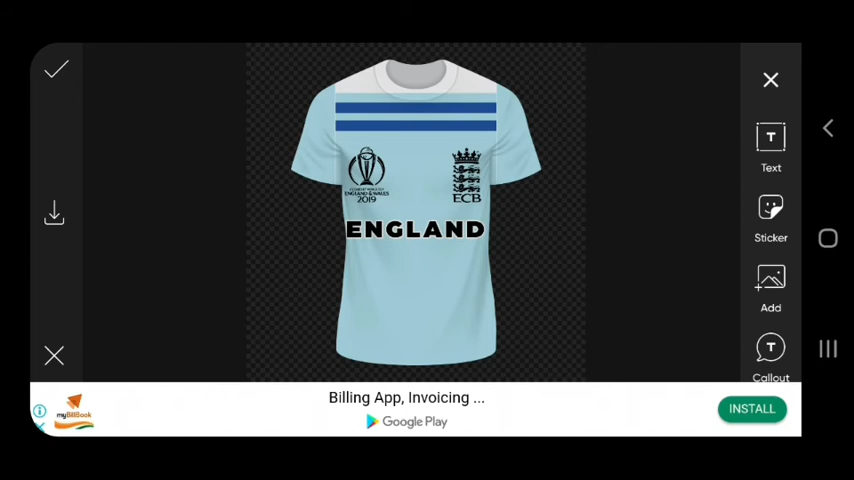 ENGLAND & WALES
2019
ECB
ENGLAND
T
Text
Sticker
Add
T
Callout
Billing App, Invoicing ...
Google Play
INSTALL
myBillBook